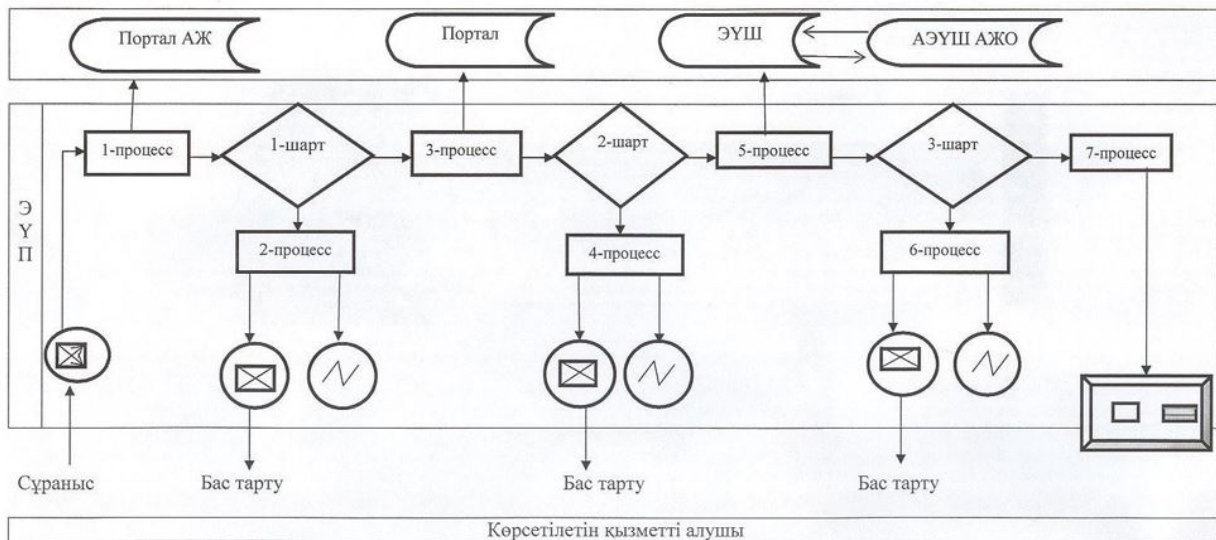 Портал АЖ
Портал
ЭҮШ
АЭҮШ АЖО
ЭҮП
1-процесс
1-шарт
3-процесс
2-шарт
5-процесс
3-шарт
7-процесс
2-процесс
4-процесс
6-процесс
Сұраныс
Бас тарту
Бас тарту
Бас тарту
Көрсетілетін қызметті алушы